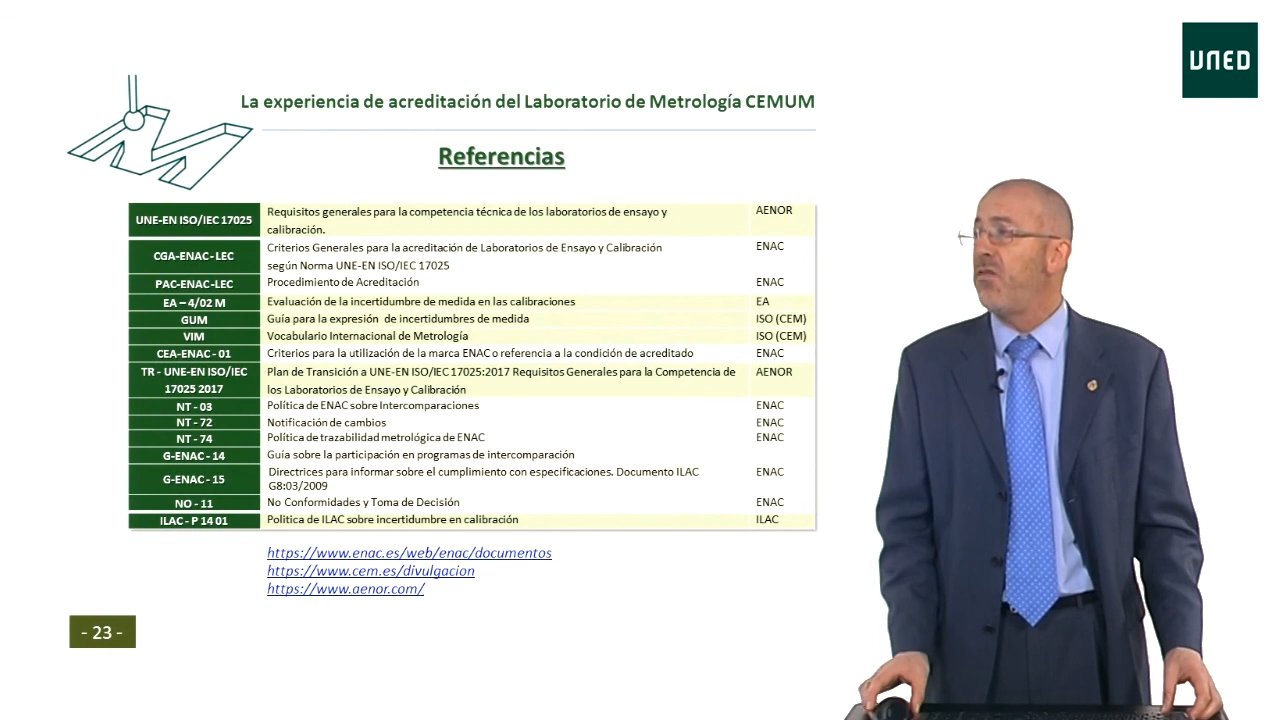 UNED
La experiencia de acreditación del Laboratorio de Metrología CEMUM
Referencias
UNE-EN ISO/IEC 17025 Requisitos generales para la competencia técnica de los laboratorios de ensayo y AENOR
calibración.
CGA-ENAC-LEC Criterios Generales para la acreditación de Laboratorios de Ensayo y Calibración ENAC
según Norma UNE-EN ISO/IEC 17025
PAC-ENAC-LEC Procedimiento de Acreditación ENAC
EA – 4/02 M Evaluación de la incertidumbre de medida en las calibraciones EA
GUM Guía para la expresión de incertidumbres de medida ISO (CEM)
VIM Vocabulario Internacional de Metrología ISO (CEM)
CEA-ENAC - 01 Criterios para la utilización de la marca ENAC o referencia a la condición de acreditado ENAC
TR - UNE-EN ISO/IEC Plan de Transición a UNE-EN ISO/IEC 17025:2017 Requisitos Generales para la Competencia de AENOR
17025 2017 los Laboratorios de Ensayo y Calibración
NT - 03 Política de ENAC sobre Intercomparaciones ENAC
NT - 72 Notificación de cambios ENAC
NT - 74 Política de trazabilidad metrológica de ENAC ENAC
G-ENAC - 14 Guía sobre la participación en programas de intercomparación ENAC
G-ENAC - 15 Directrices para informar sobre el cumplimiento con especificaciones. Documento ILAC ENAC
G8:03/2009
NO - 11 No Conformidades y Toma de Decisión ENAC
ILAC - P 14 01 Politica de ILAC sobre incertidumbre en calibración ILAC
https://www.enac.es/web/enac/documentos
https://www.cem.es/divulgacion
https://www.aenor.com/
- 23 -